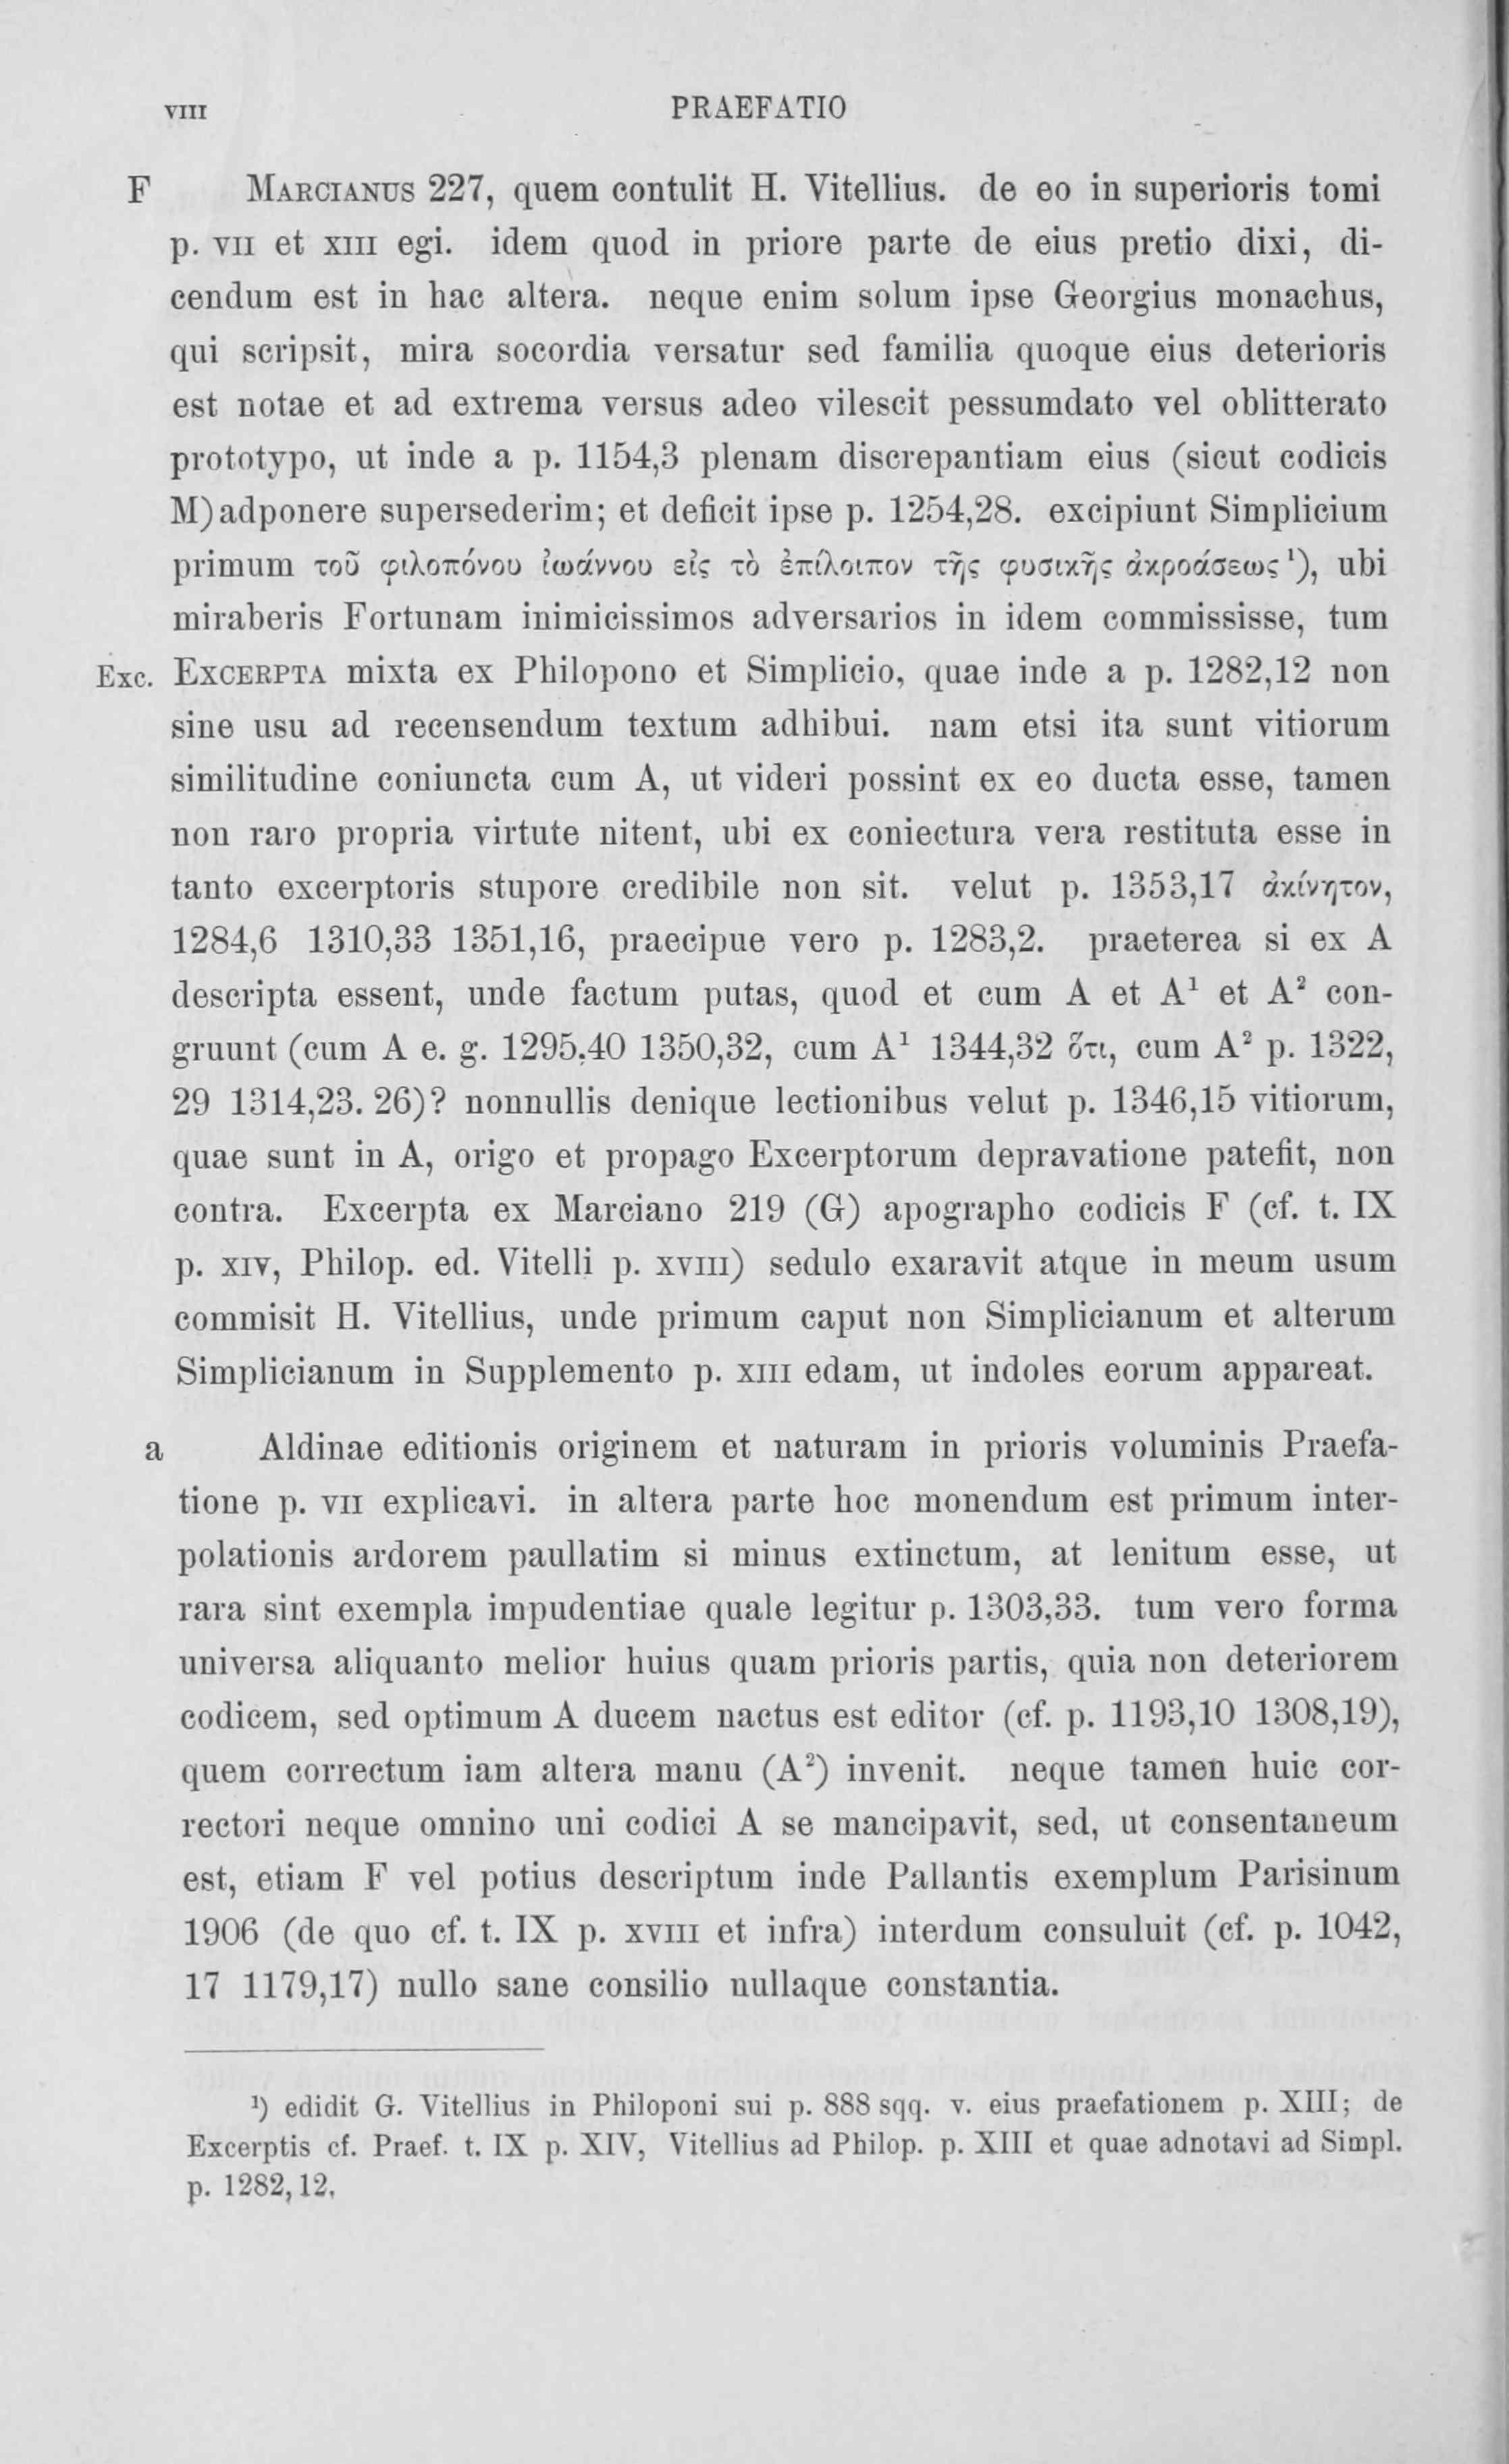 VIII PRAEFATIO
F MARCIANUS 227, quem contulit H. Vitellius. de eo in superioris tomi
p. VII et XIII egi. idem quod in priore parte de eius pretio dixi, di-
cendum est in hac altera. neque enim solum ipse Georgius monachus,
qui scripsit, mira socordia versatur sed familia quoque eius deterioris
est notae et ad extrema versus adeo vilescit pessumdato vel oblitterato
prototypo, ut inde a p. 1154,3 plenam discrepantiam eius (sicut codicis
M) adponere supersederim; et deficit ipse p. 1254,28. excipiunt Simplicium
primum τοῦ φιλοπόνου ἰωάννου εἰς τὸ ἐπίλοιπον τῆς φυσικῆς ἀκροάσεως ¹), ubi
miraberis Fortunam inimicissimos adversarios in idem commississe, tum
Exc. EXCERPTA mixta ex Philopono et Simplicio, quae inde a p. 1282,12 non
sine usu ad recensendum textum adhibui. nam etsi ita sunt vitiorum
similitudine coniuncta cum A, ut videri possint ex eo ducta esse, tamen
non raro propria virtute nitent, ubi ex coniectura vera restituta esse in
tanto excerptoris stupore credibile non sit. velut p. 1353,17 ἀκίνητον,
1284,6 1310,33 1351,16, praecipue vero p. 1283,2. praeterea si ex A
descripta essent, unde factum putas, quod et cum A et A¹ et A² con-
gruunt (cum A e. g. 1295,40 1350,32, cum A¹ 1344,32 ὅτι, cum A² p. 1322,
29 1314,23. 26)? nonnullis denique lectionibus velut p. 1346,15 vitiorum,
quae sunt in A, origo et propago Excerptorum depravatione patefit, non
contra. Excerpta ex Marciano 219 (G) apographo codicis F (cf. t. IX
p. XIV, Philop. ed. Vitelli p. XVIII) sedulo exaravit atque in meum usum
commisit H. Vitellius, unde primum caput non Simplicianum et alterum
Simplicianum in Supplemento p. XIII edam, ut indoles eorum appareat.
a Aldinae editionis originem et naturam in prioris voluminis Praefa-
tione p. VII explicavi. in altera parte hoc monendum est primum inter-
polationis ardorem paullatim si minus extinctum, at lenitum esse, ut
rara sint exempla impudentiae quale legitur p. 1303,33. tum vero forma
universa aliquanto melior huius quam prioris partis, quia non deteriorem
codicem, sed optimum A ducem nactus est editor (cf. p. 1193,10 1308,19),
quem correctum iam altera manu (A²) invenit. neque tamen huic cor-
rectori neque omnino uni codici A se mancipavit, sed, ut consentaneum
est, etiam F vel potius descriptum inde Pallantis exemplum Parisinum
1906 (de quo cf. t. IX p. XVIII et infra) interdum consuluit (cf. p. 1042,
17 1179,17) nullo sane consilio nullaque constantia.
¹) edidit G. Vitellius in Philoponi sui p. 888 sqq. v. eius praefationem p. XIII; de
Excerptis cf. Praef. t. IX p. XIV, Vitellius ad Philop. p. XIII et quae adnotavi ad Simpl.
p. 1282,12.